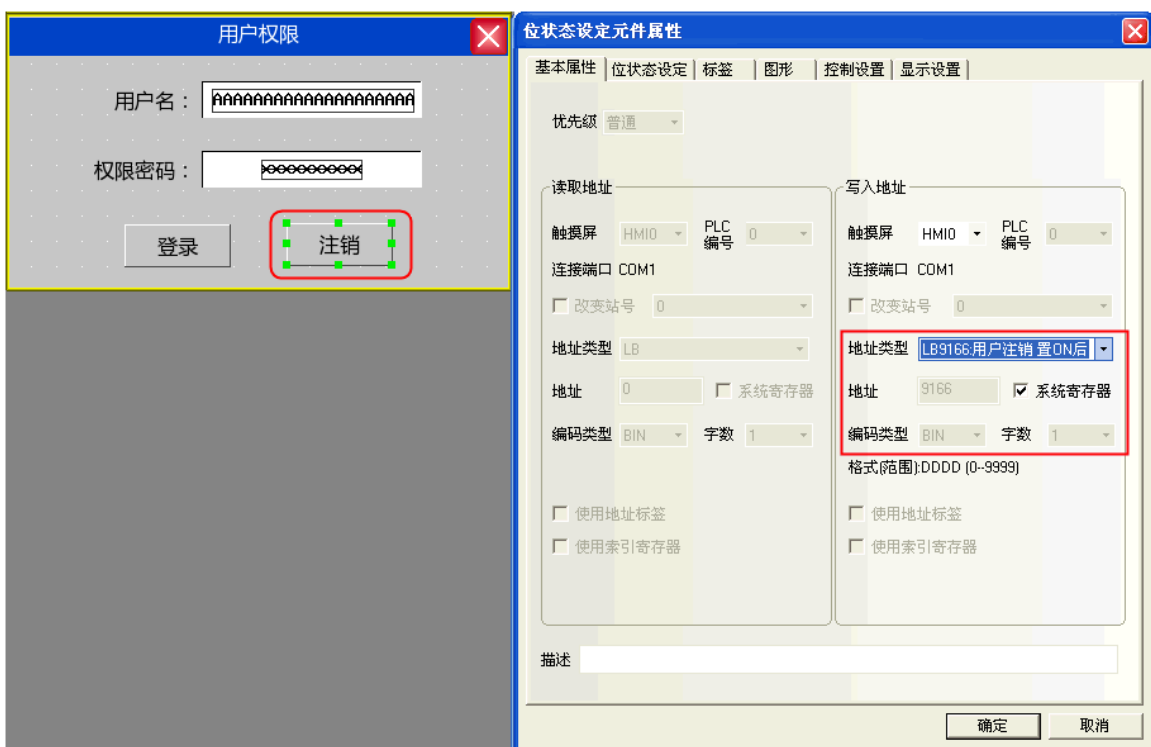 用户权限
用户名： AAAAAAAAAAAAAAAAAAAA
权限密码：
登录 注销
位状态设定元件属性
基本属性 位状态设定 标签 图形 控制设置 显示设置
优先级 普通
读取地址
触摸屏 HMI0 PLC编号 0
连接端口 COM1
改变站号 0
地址类型 LB
地址 0 系统寄存器
编码类型 BIN 字数 1
使用地址标签
使用索引寄存器
写入地址
触摸屏 HMI0 PLC编号 0
连接端口 COM1
改变站号 0
地址类型 LB9166:用户注销 置ON后
地址 9166 系统寄存器
编码类型 BIN 字数 1
格式(范围):DDDD (0--9999)
使用地址标签
使用索引寄存器
描述
确定 取消